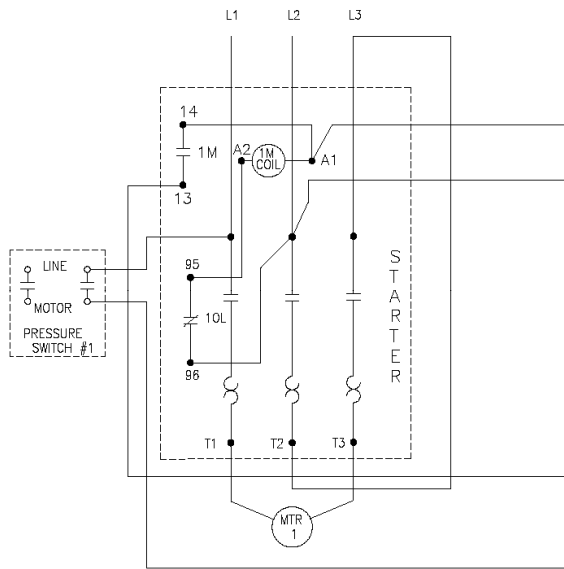 L1 L2 L3
14
1M
13
A2
1M
COIL
A1
LINE
MOTOR
PRESSURE
SWITCH #1
95
10L
96
STARTER
T1 T2 T3
MTR
1